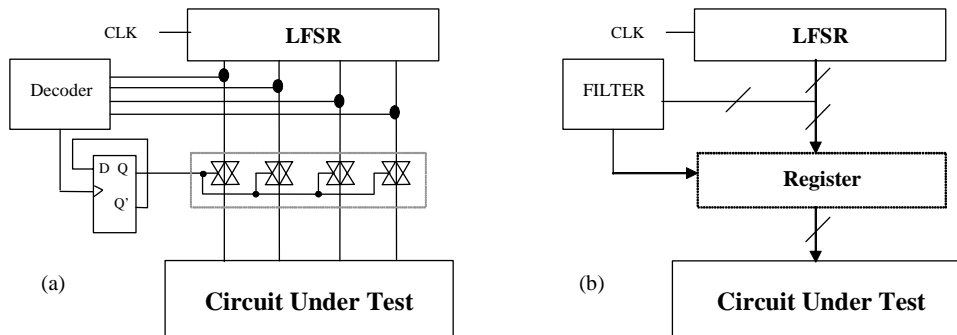 CLK
LFSR
Decoder
D Q
Q'
(a)
Circuit Under Test
CLK
LFSR
FILTER
Register
(b)
Circuit Under Test